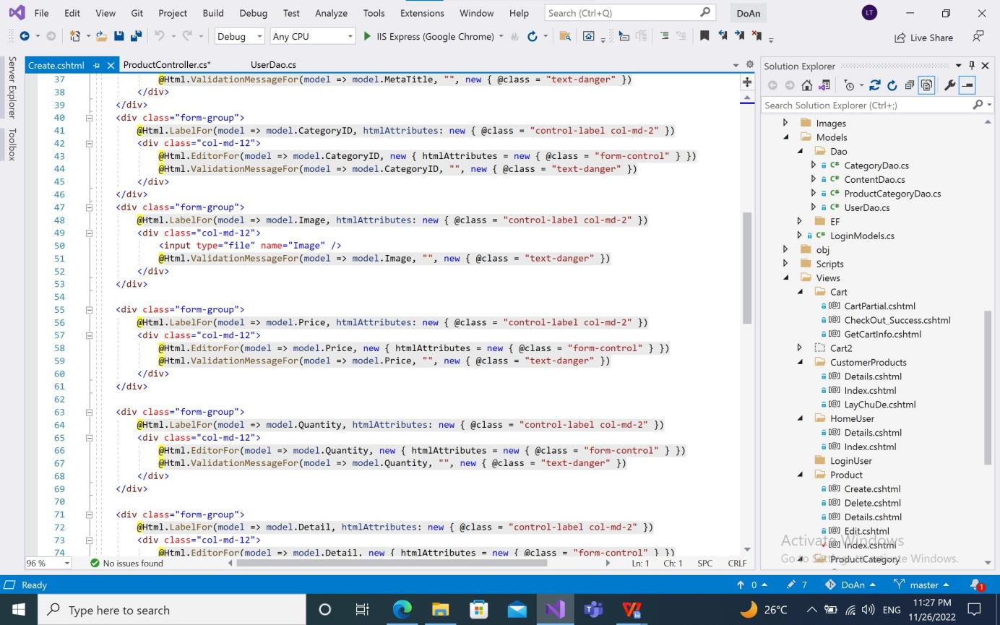 File Edit View Git Project Build Debug Test Analyze Tools Extensions Window Help Search (Ctrl+Q) DoAn LT
Debug Any CPU IIS Express (Google Chrome) Live Share
Server Explorer
Toolbox
Create.cshtml ProductController.cs* UserDao.cs
37 @Html.ValidationMessageFor(model => model.MetaTitle, "", new { @class = "text-danger" })
38 </div>
39 </div>
40 <div class="form-group">
41 @Html.LabelFor(model => model.CategoryID, htmlAttributes: new { @class = "control-label col-md-2" })
42 <div class="col-md-12">
43 @Html.EditorFor(model => model.CategoryID, new { htmlAttributes = new { @class = "form-control" } })
44 @Html.ValidationMessageFor(model => model.CategoryID, "", new { @class = "text-danger" })
45 </div>
46 </div>
47 <div class="form-group">
48 @Html.LabelFor(model => model.Image, htmlAttributes: new { @class = "control-label col-md-2" })
49 <div class="col-md-12">
50 <input type="file" name="Image" />
51 @Html.ValidationMessageFor(model => model.Image, "", new { @class = "text-danger" })
52 </div>
53 </div>
54
55 <div class="form-group">
56 @Html.LabelFor(model => model.Price, htmlAttributes: new { @class = "control-label col-md-2" })
57 <div class="col-md-12">
58 @Html.EditorFor(model => model.Price, new { htmlAttributes = new { @class = "form-control" } })
59 @Html.ValidationMessageFor(model => model.Price, "", new { @class = "text-danger" })
60 </div>
61 </div>
62
63 <div class="form-group">
64 @Html.LabelFor(model => model.Quantity, htmlAttributes: new { @class = "control-label col-md-2" })
65 <div class="col-md-12">
66 @Html.EditorFor(model => model.Quantity, new { htmlAttributes = new { @class = "form-control" } })
67 @Html.ValidationMessageFor(model => model.Quantity, "", new { @class = "text-danger" })
68 </div>
69 </div>
70
71 <div class="form-group">
72 @Html.LabelFor(model => model.Detail, htmlAttributes: new { @class = "control-label col-md-2" })
73 <div class="col-md-12">
74 @Html.EditorFor(model => model.Detail, new { htmlAttributes = new { @class = "form-control" } })
96 % No issues found Ln: 1 Ch: 1 SPC CRLF
Solution Explorer
Search Solution Explorer (Ctrl+;)
Images
Models
Dao
C# CategoryDao.cs
C# ContentDao.cs
C# ProductCategoryDao.cs
C# UserDao.cs
EF
C# LoginModels.cs
obj
Scripts
Views
Cart
CartPartial.cshtml
CheckOut_Success.cshtml
GetCartInfo.cshtml
Cart2
CustomerProducts
Details.cshtml
Index.cshtml
LayChuDe.cshtml
HomeUser
Details.cshtml
Index.cshtml
LoginUser
Product
Create.cshtml
Delete.cshtml
Details.cshtml
Edit.cshtml
Index.cshtml
ProductCategory
Activate Windows
Go to Settings to activate Windows.
Ready 0 7 DoAn master 1
Type here to search 26°C ENG 11:27 PM
11/26/2022